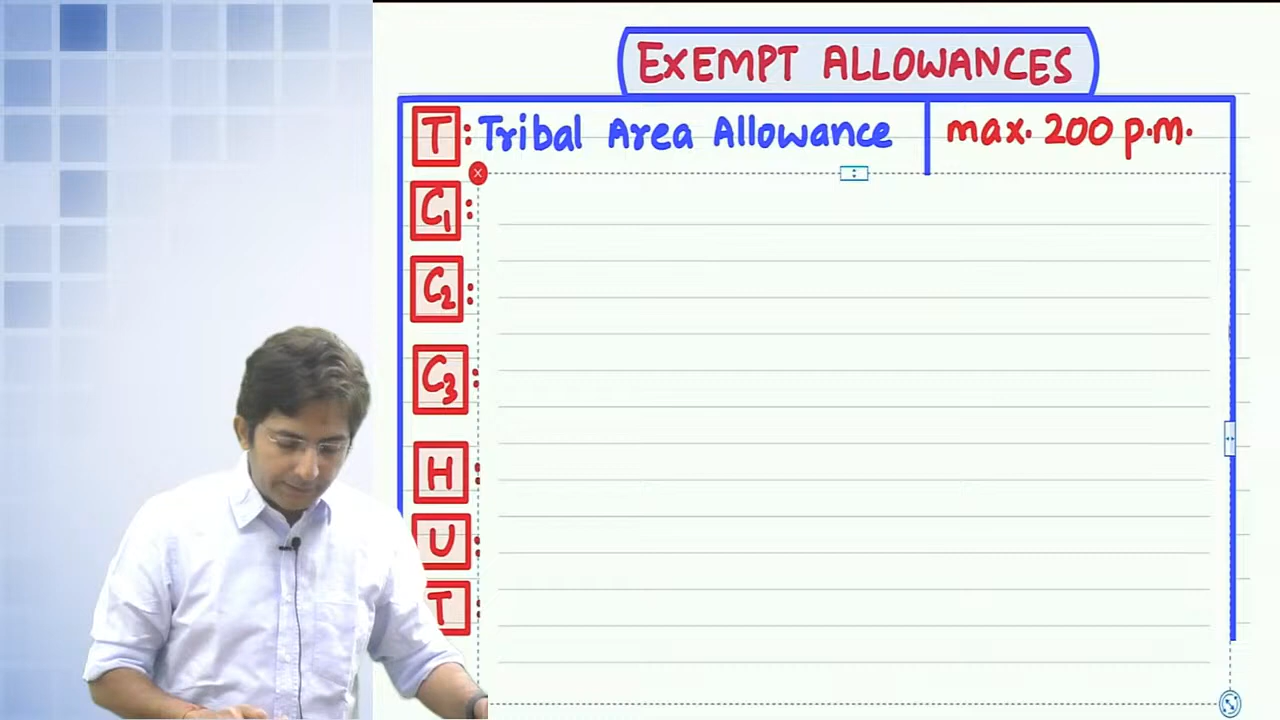 EXEMPT ALLOWANCES
T : Tribal Area Allowance max. 200 p.m.
C1 :
C2 :
C3 :
H :
U :
T :